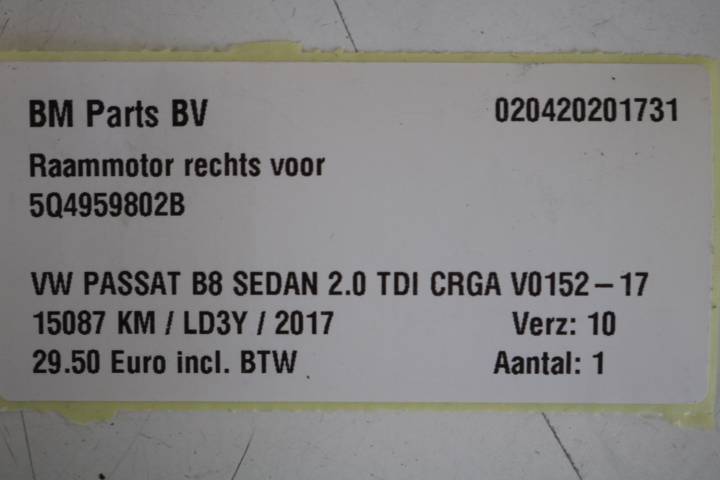 BM Parts BV 020420201731
Raammotor rechts voor
5Q4959802B
VW PASSAT B8 SEDAN 2.0 TDI CRGA V0152-17
15087 KM / LD3Y / 2017 Verz: 10
29.50 Euro incl. BTW Aantal: 1